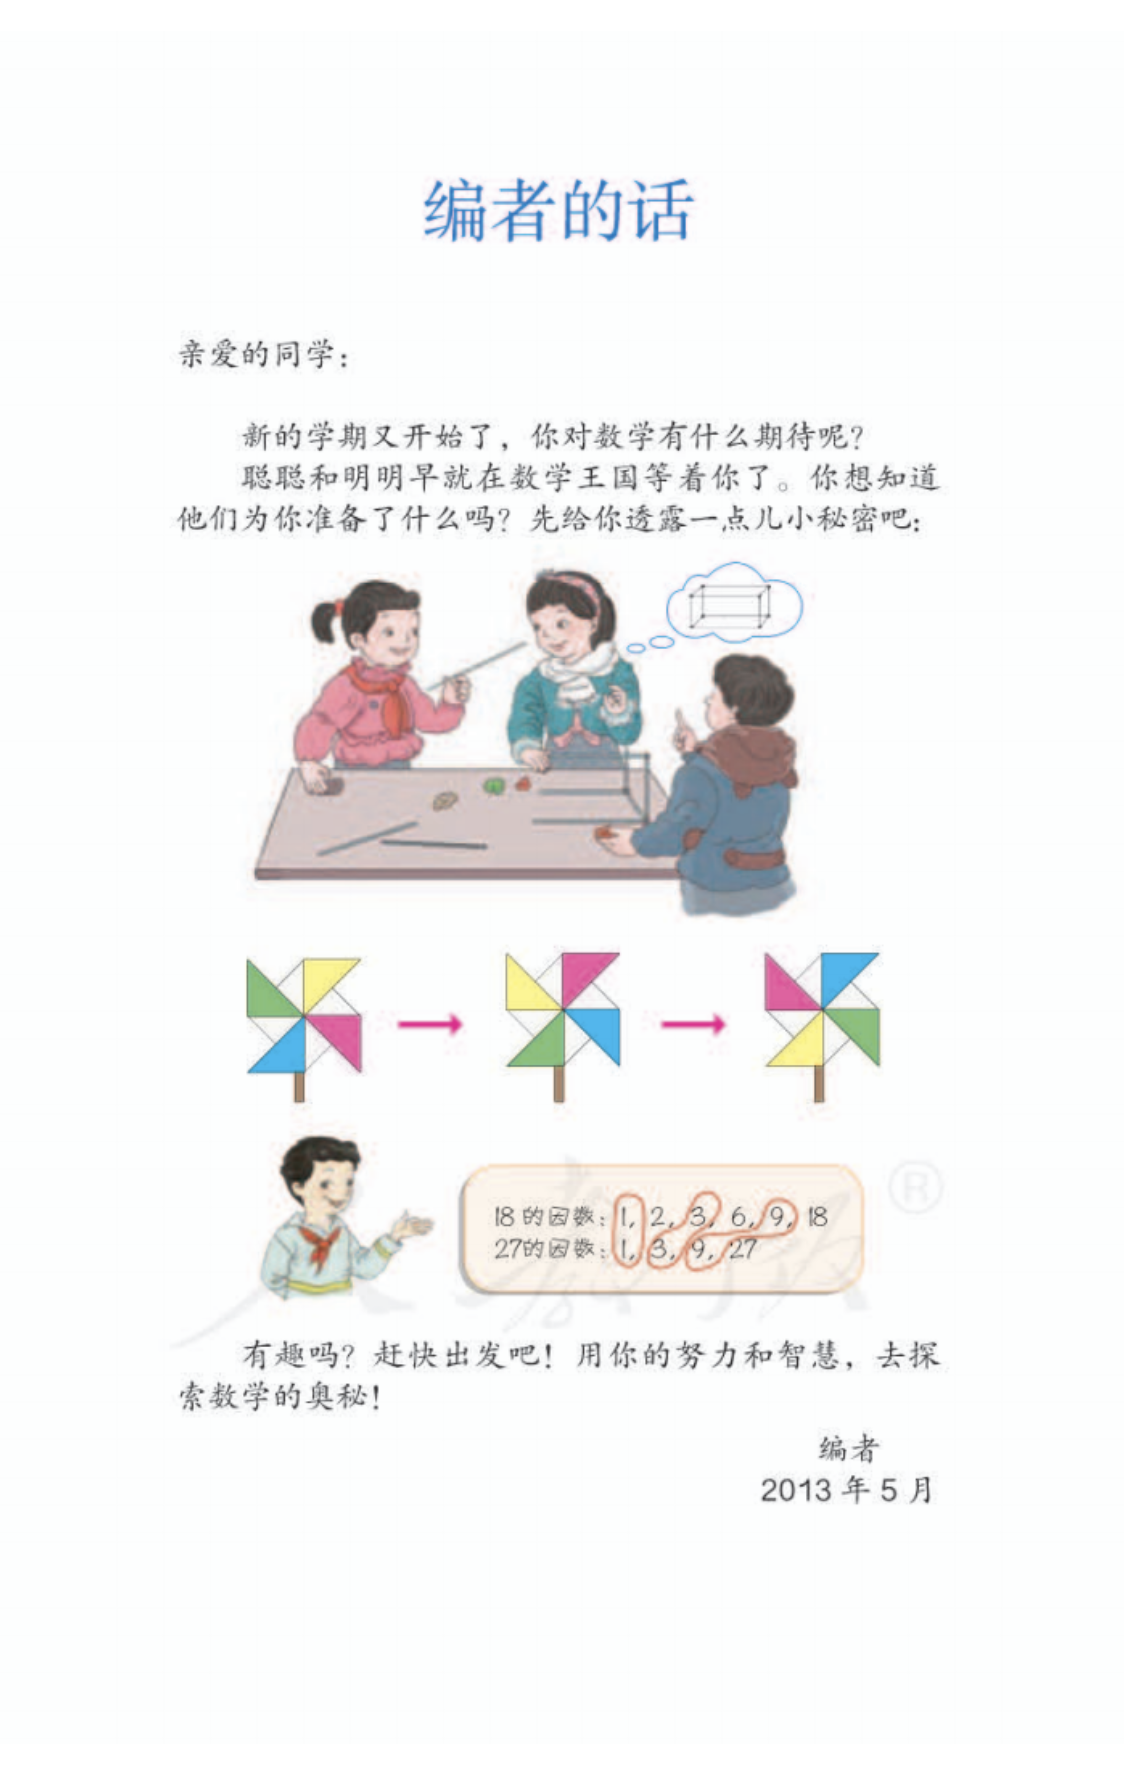 编者的话
亲爱的同学：
新的学期又开始了，你对数学有什么期待呢？
聪聪和明明早就在数学王国等着你了。你想知道
他们为你准备了什么吗？先给你透露一点儿小秘密吧：
18的因数：1, 2, 3, 6, 9, 18
27的因数：1, 3, 9, 27
有趣吗？赶快出发吧！用你的努力和智慧，去探
索数学的奥秘！
编者
2013年5月